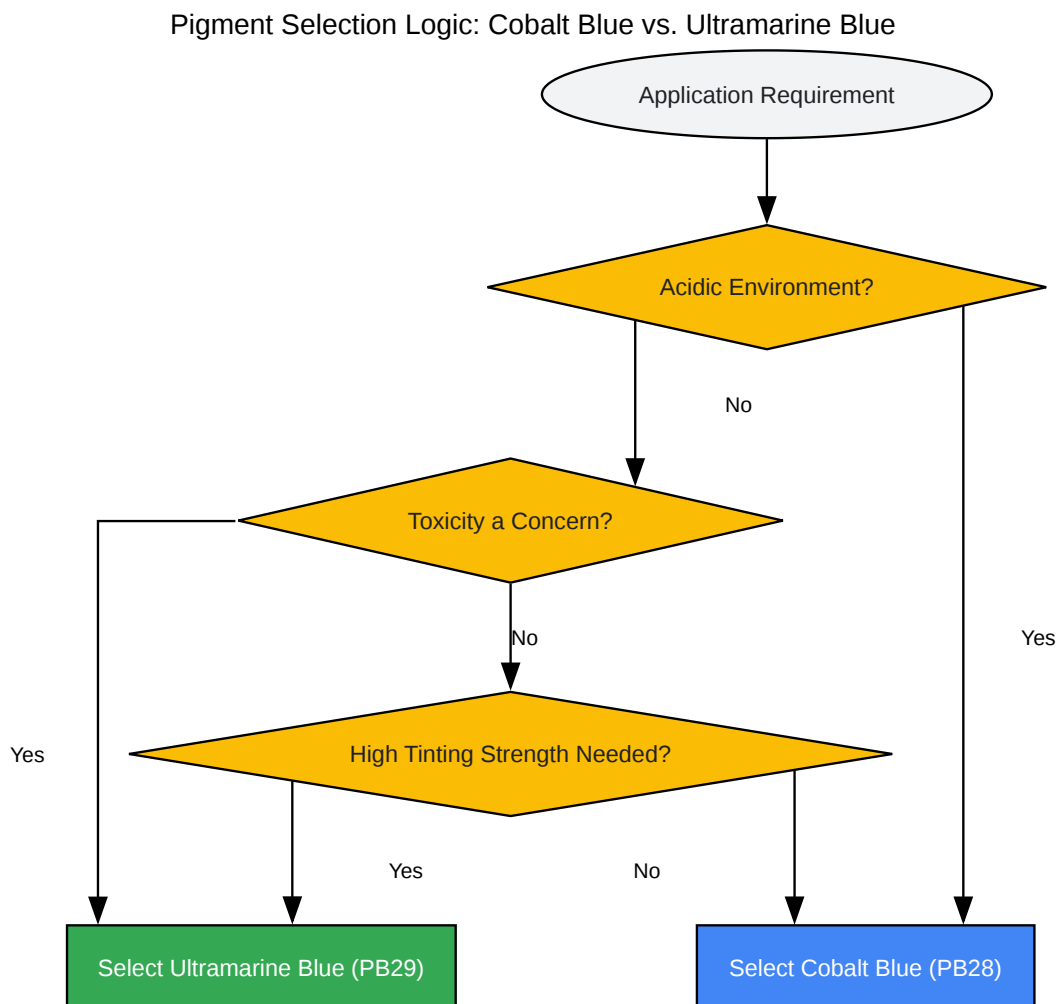 Pigment Selection Logic: Cobalt Blue vs. Ultramarine Blue
Application Requirement
Acidic Environment?
No
Toxicity a Concern?
No
Yes
Yes
High Tinting Strength Needed?
Yes
No
Select Ultramarine Blue (PB29)
Select Cobalt Blue (PB28)